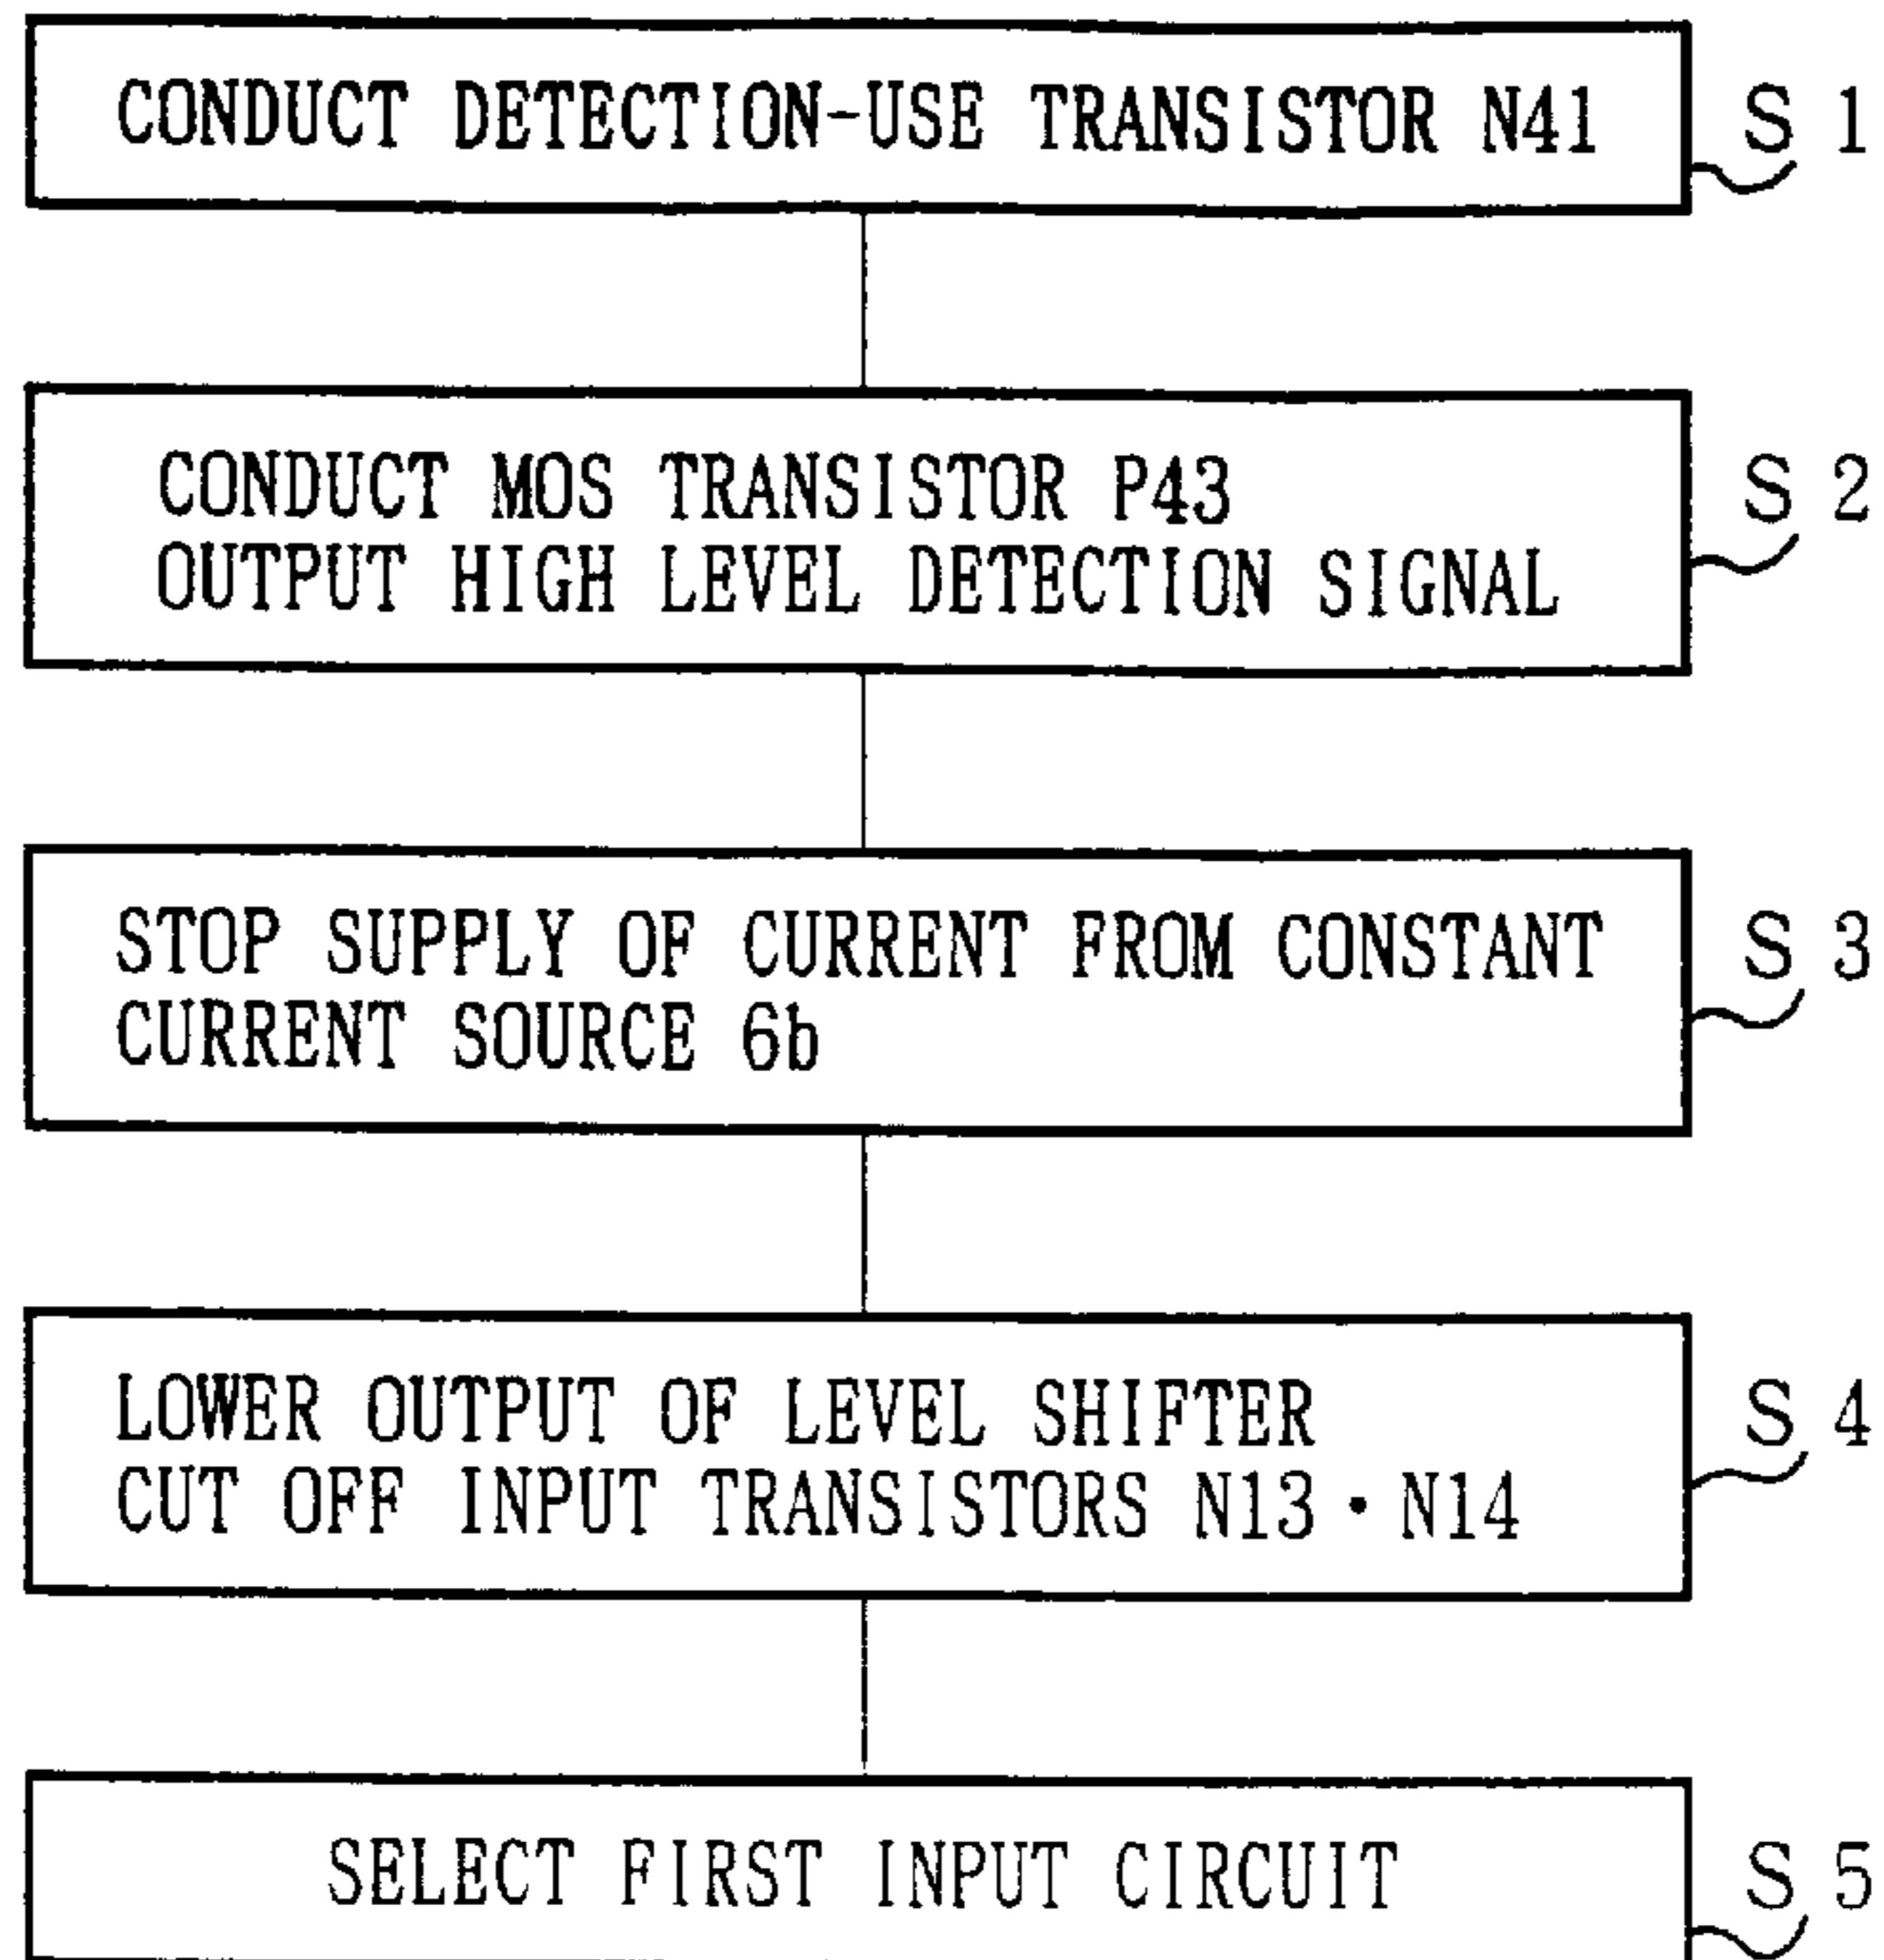 CONDUCT DETECTION-USE TRANSISTOR N41
S 1
CONDUCT MOS TRANSISTOR P43
OUTPUT HIGH LEVEL DETECTION SIGNAL
S 2
STOP SUPPLY OF CURRENT FROM CONSTANT
CURRENT SOURCE 6b
S 3
LOWER OUTPUT OF LEVEL SHIFTER
CUT OFF INPUT TRANSISTORS N13・N14
S 4
SELECT FIRST INPUT CIRCUIT
S 5